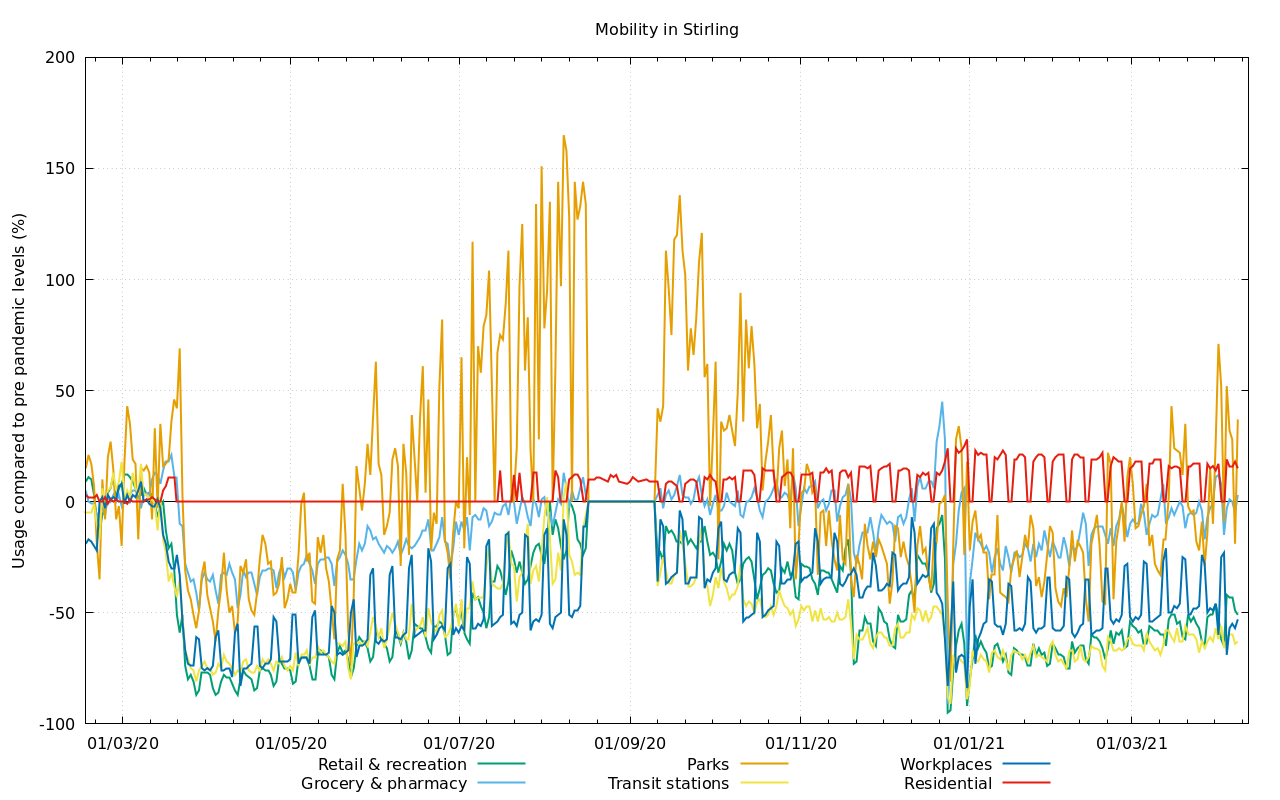 Mobility in Stirling
Usage compared to pre pandemic levels (%)
200
150
100
50
0
-50
-100
01/03/20 01/05/20 01/07/20 01/09/20 01/11/20 01/01/21 01/03/21
Retail & recreation Parks Workplaces
Grocery & pharmacy Transit stations Residential